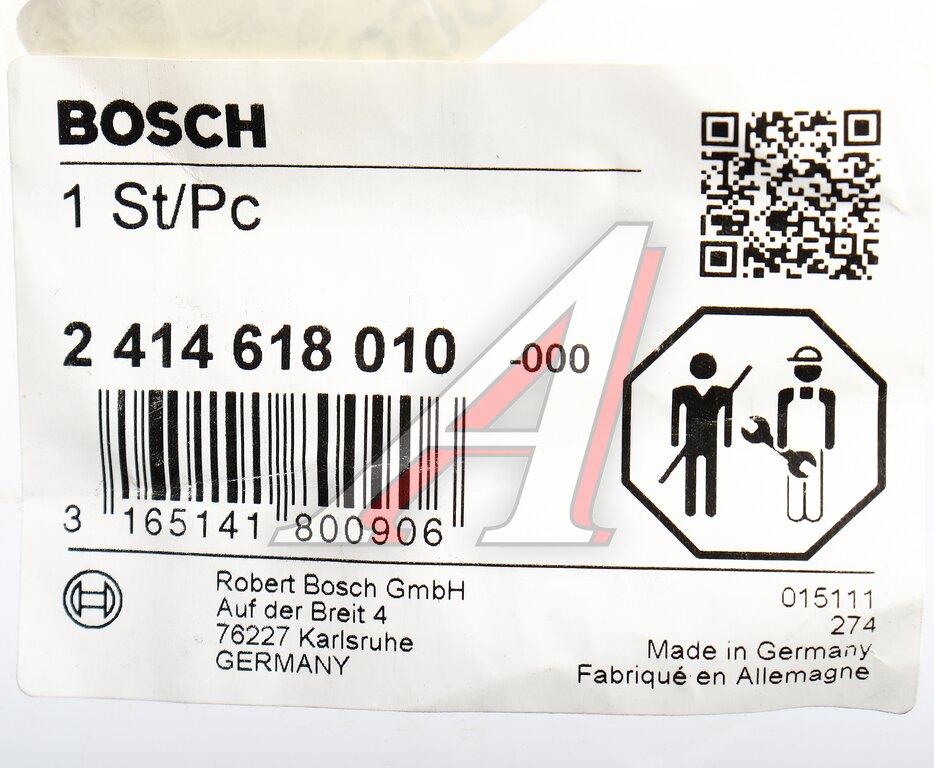 BOSCH
1 St/Pc
2 414 618 010 -000
3 165141 800906
Robert Bosch GmbH
Auf der Breit 4
76227 Karlsruhe
GERMANY
015111
274
Made in Germany
Fabriqué en Allemagne